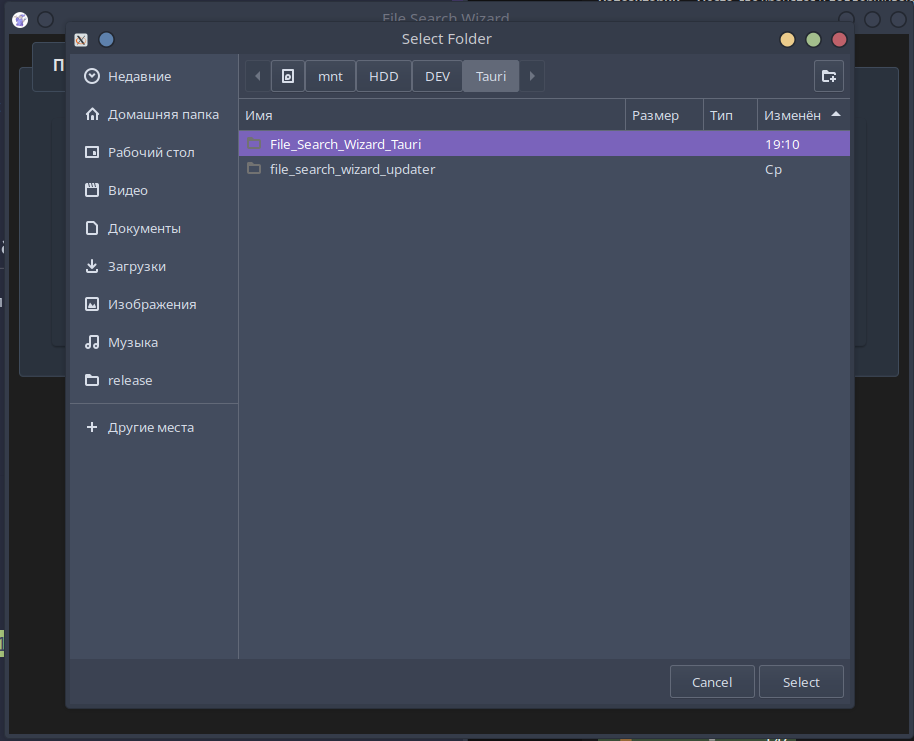 File Search Wizard
Select Folder
Недавние
Домашняя папка
Рабочий стол
Видео
Документы
Загрузки
Изображения
Музыка
release
Другие места
mnt HDD DEV Tauri
Имя Размер Тип Изменён
File_Search_Wizard_Tauri 19:10
file_search_wizard_updater Ср
Cancel Select